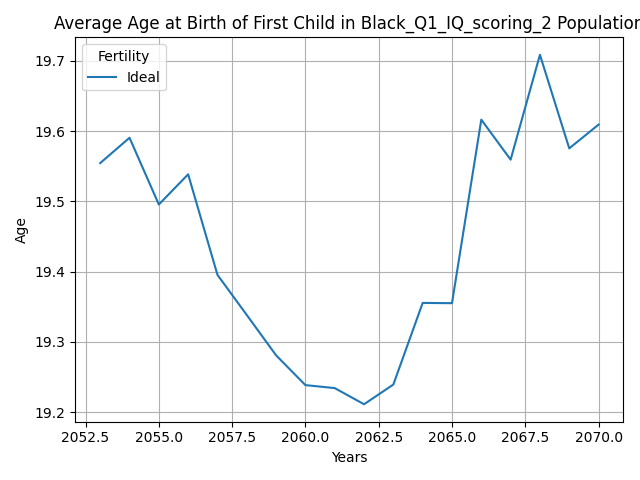 Average Age at Birth of First Child in Black_Q1_IQ_scoring_2 Population
Fertility
Ideal
19.7
19.6
19.5
19.4
19.3
19.2
Age
2052.5 2055.0 2057.5 2060.0 2062.5 2065.0 2067.5 2070.0
Years